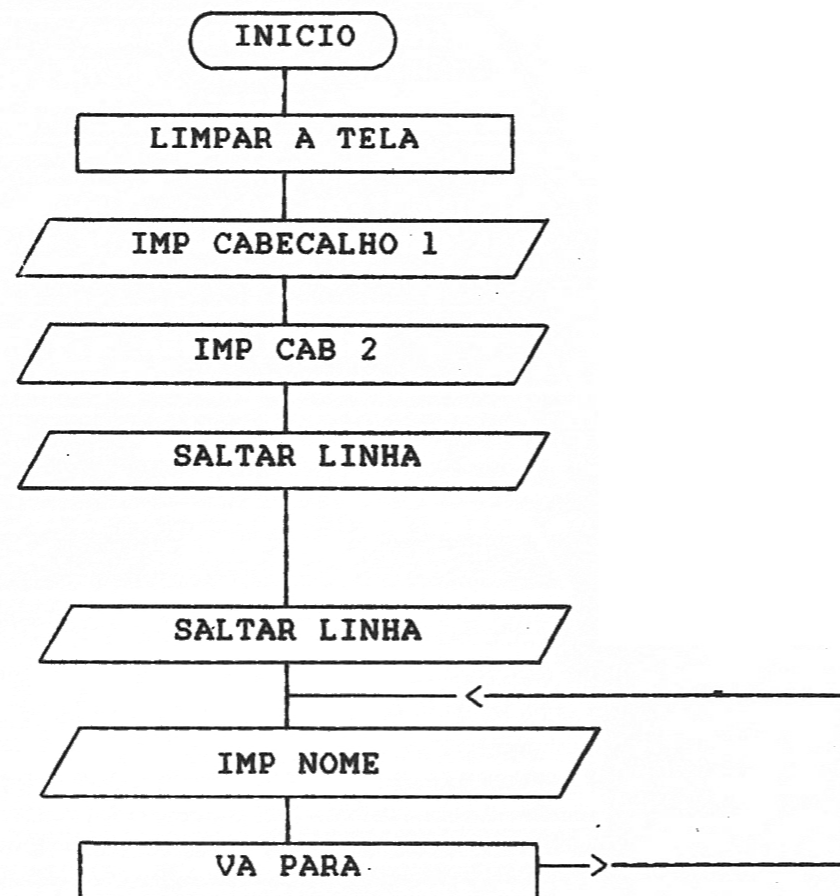 INICIO
LIMPAR A TELA
IMP CABECALHO 1
IMP CAB 2
SALTAR LINHA
SALTAR LINHA
IMP NOME
VA PARA